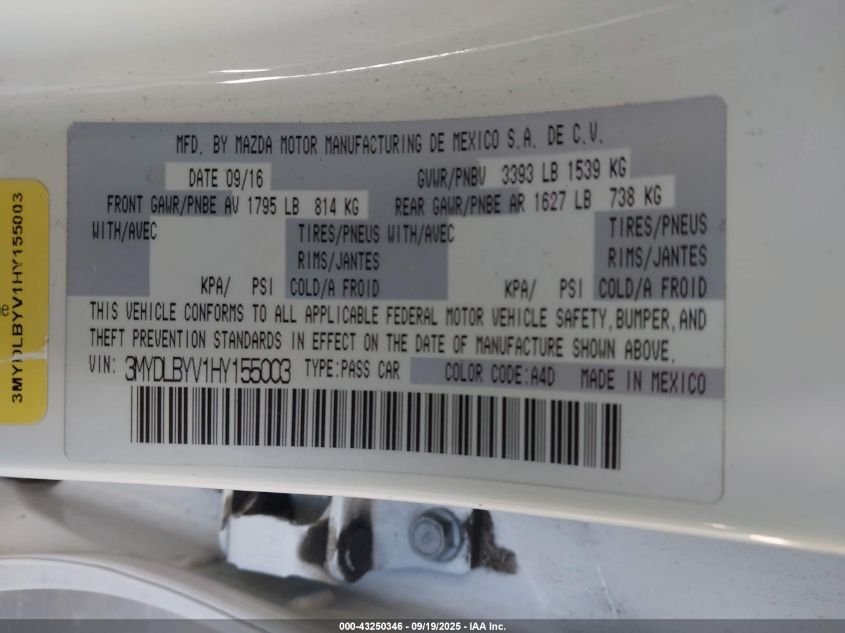 MFD. BY MAZDA MOTOR MANUFACTURING DE MEXICO S.A. DE C.V.
DATE 09/16 GVWR/PNBV 3393 LB 1539 KG
FRONT GAWR/PNBE AV 1795 LB 814 KG REAR GAWR/PNBE AR 1627 LB 738 KG
WITH/AVEC TIRES/PNEUS WITH/AVEC TIRES/PNEUS
RIMS/JANTES RIMS/JANTES
KPA/ PSI COLD/A FROID KPA/ PSI COLD/A FROID
THIS VEHICLE CONFORMS TO ALL APPLICABLE FEDERAL MOTOR VEHICLE SAFETY, BUMPER, AND
THEFT PREVENTION STANDARDS IN EFFECT ON THE DATE OF MANUFACTURE SHOWN ABOVE.
VIN: 3MYDLBYV1HY155003 TYPE:PASS CAR COLOR CODE:A4D MADE IN MEXICO
3MYDLBYV1HY155003
000-43250346 - 09/19/2025 - IAA Inc.